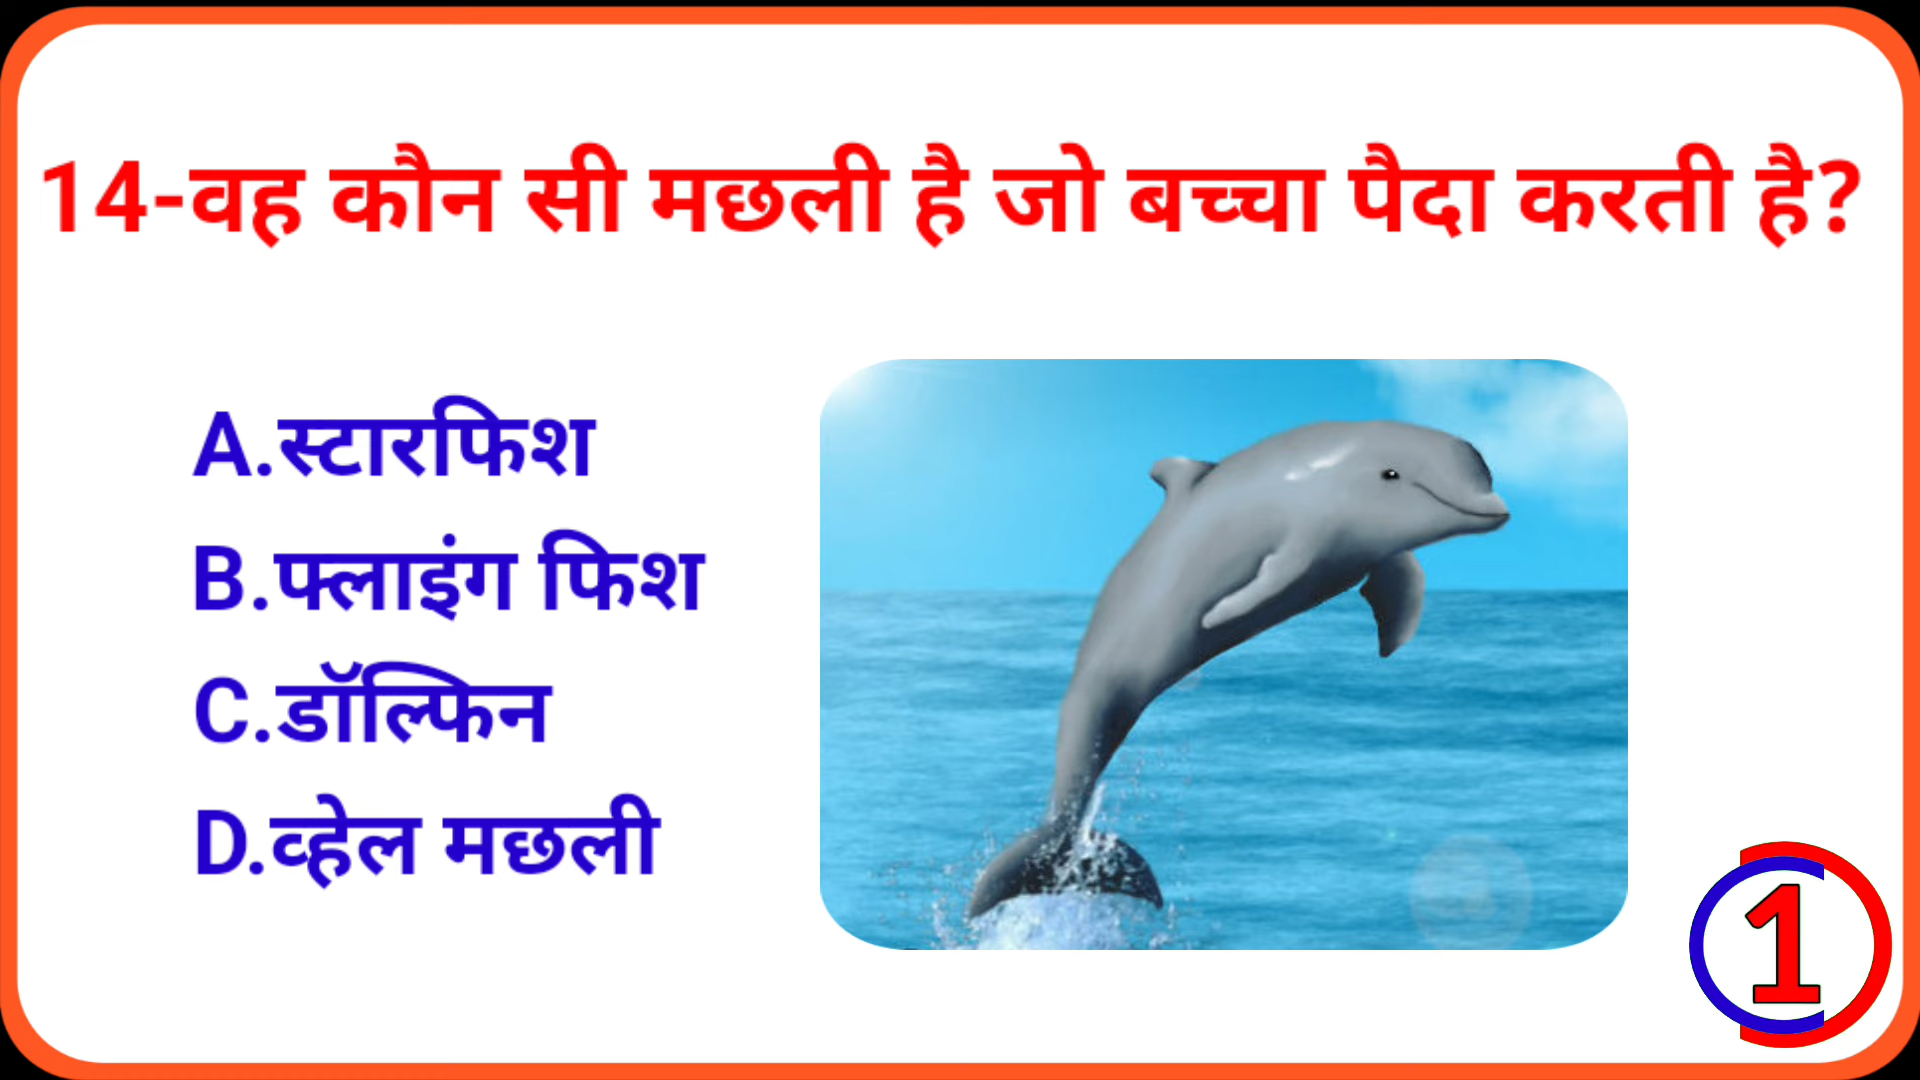 14-वह कौन सी मछली है जो बच्चा पैदा करती है?
A.स्टारफिश
B.फ्लाइंग फिश
C.डॉल्फिन
D.व्हेल मछली
1